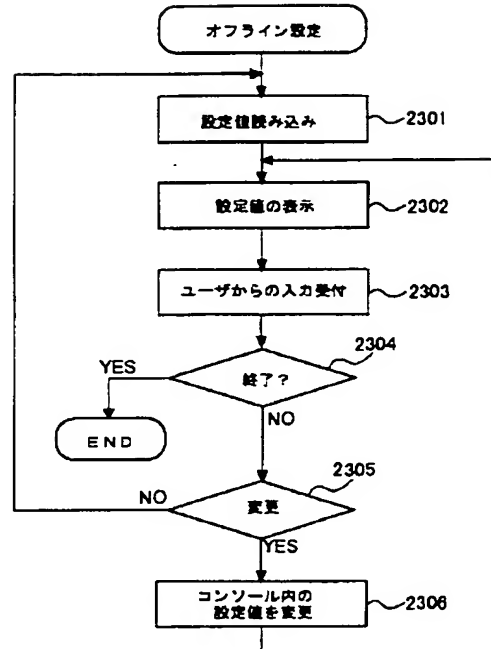 オフライン設定
設定値読み込み
2301
設定値の表示
2302
ユーザからの入力受付
2303
2304
YES
終了？
END
NO
2305
NO
変更
YES
コンソール内の
設定値を変更
2306